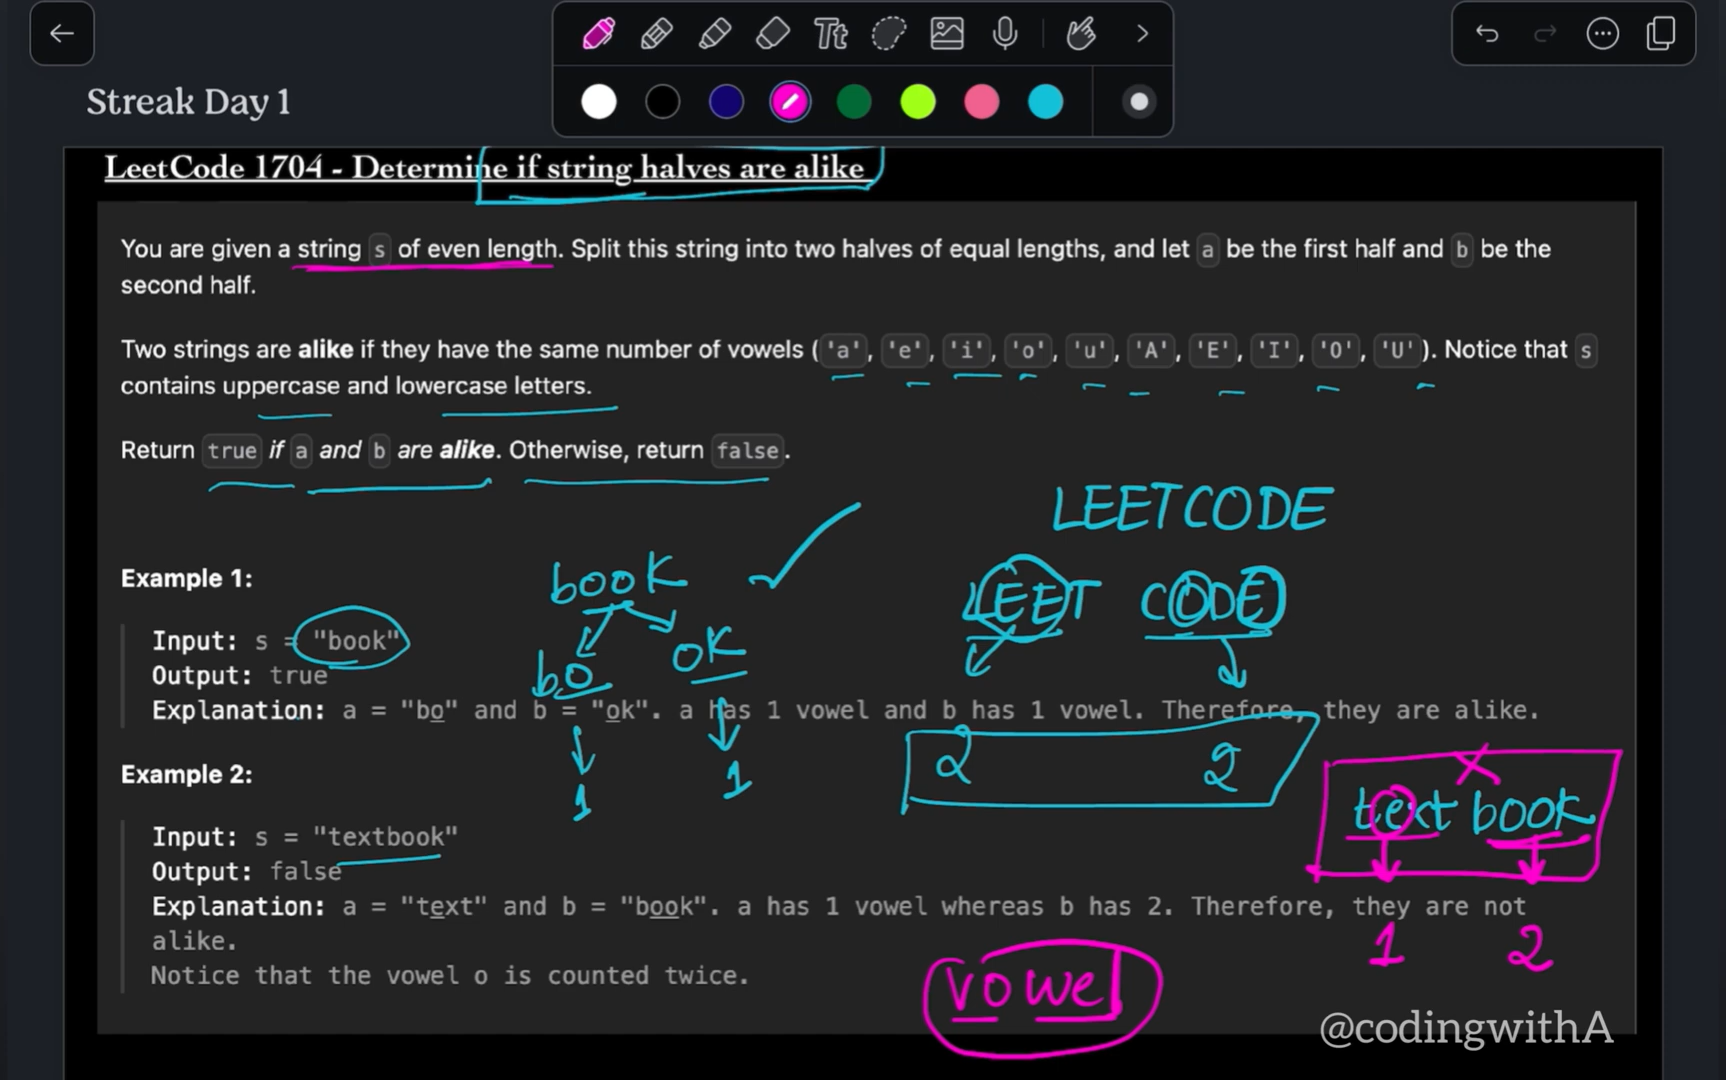 Tt
Streak Day 1
LeetCode 1704 - Determine if string halves are alike
You are given a string s of even length. Split this string into two halves of equal lengths, and let a be the first half and b be the
second half.
Two strings are alike if they have the same number of vowels ('a', 'e', 'i', 'o', 'u', 'A', 'E', 'I', 'O', 'U'). Notice that s
contains uppercase and lowercase letters.
Return true if a and b are alike. Otherwise, return false.
LEETCODE
Example 1:
book
LEET CODE
Input: s = "book"
bo ok
Output: true
Explanation: a = "bo" and b = "ok". a has 1 vowel and b has 1 vowel. Therefore, they are alike.
1 1
2 2
Example 2:
text book
Input: s = "textbook"
Output: false
Explanation: a = "text" and b = "book". a has 1 vowel whereas b has 2. Therefore, they are not
alike.
1 2
Notice that the vowel o is counted twice.
vowel
@codingwithA